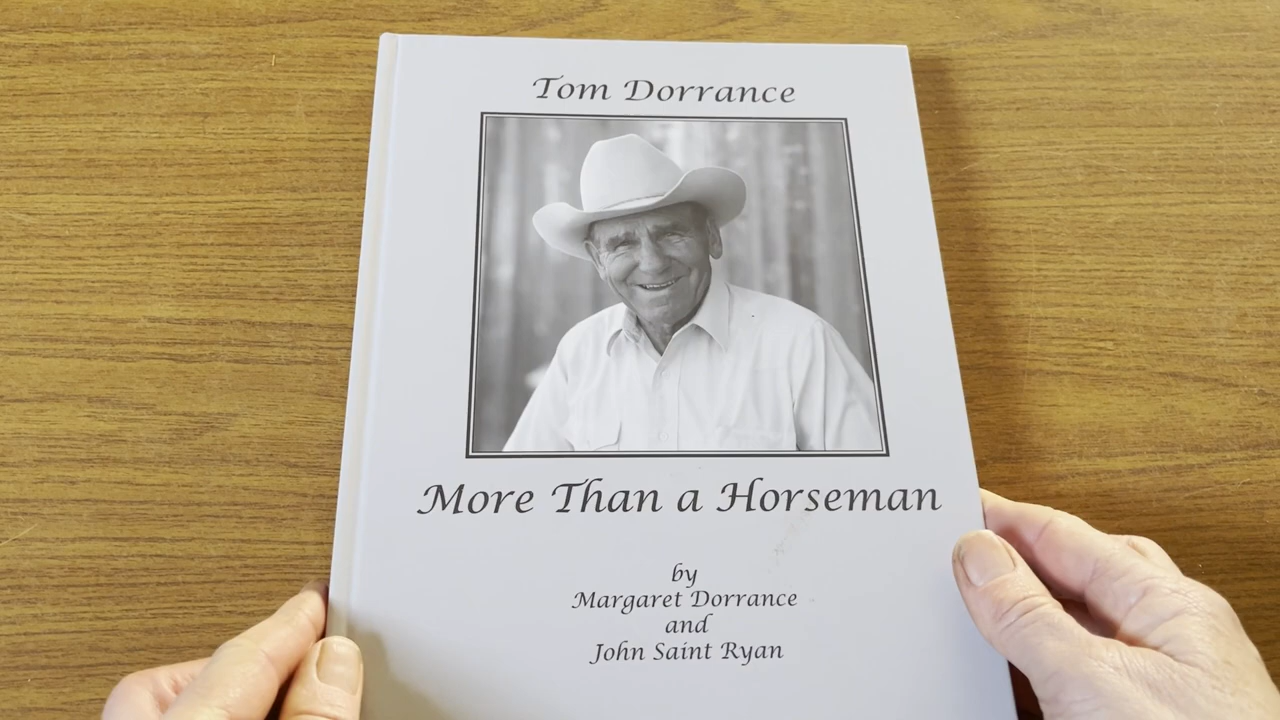 Tom Dorrance
More Than a Horseman
by
Margaret Dorrance
and
John Saint Ryan